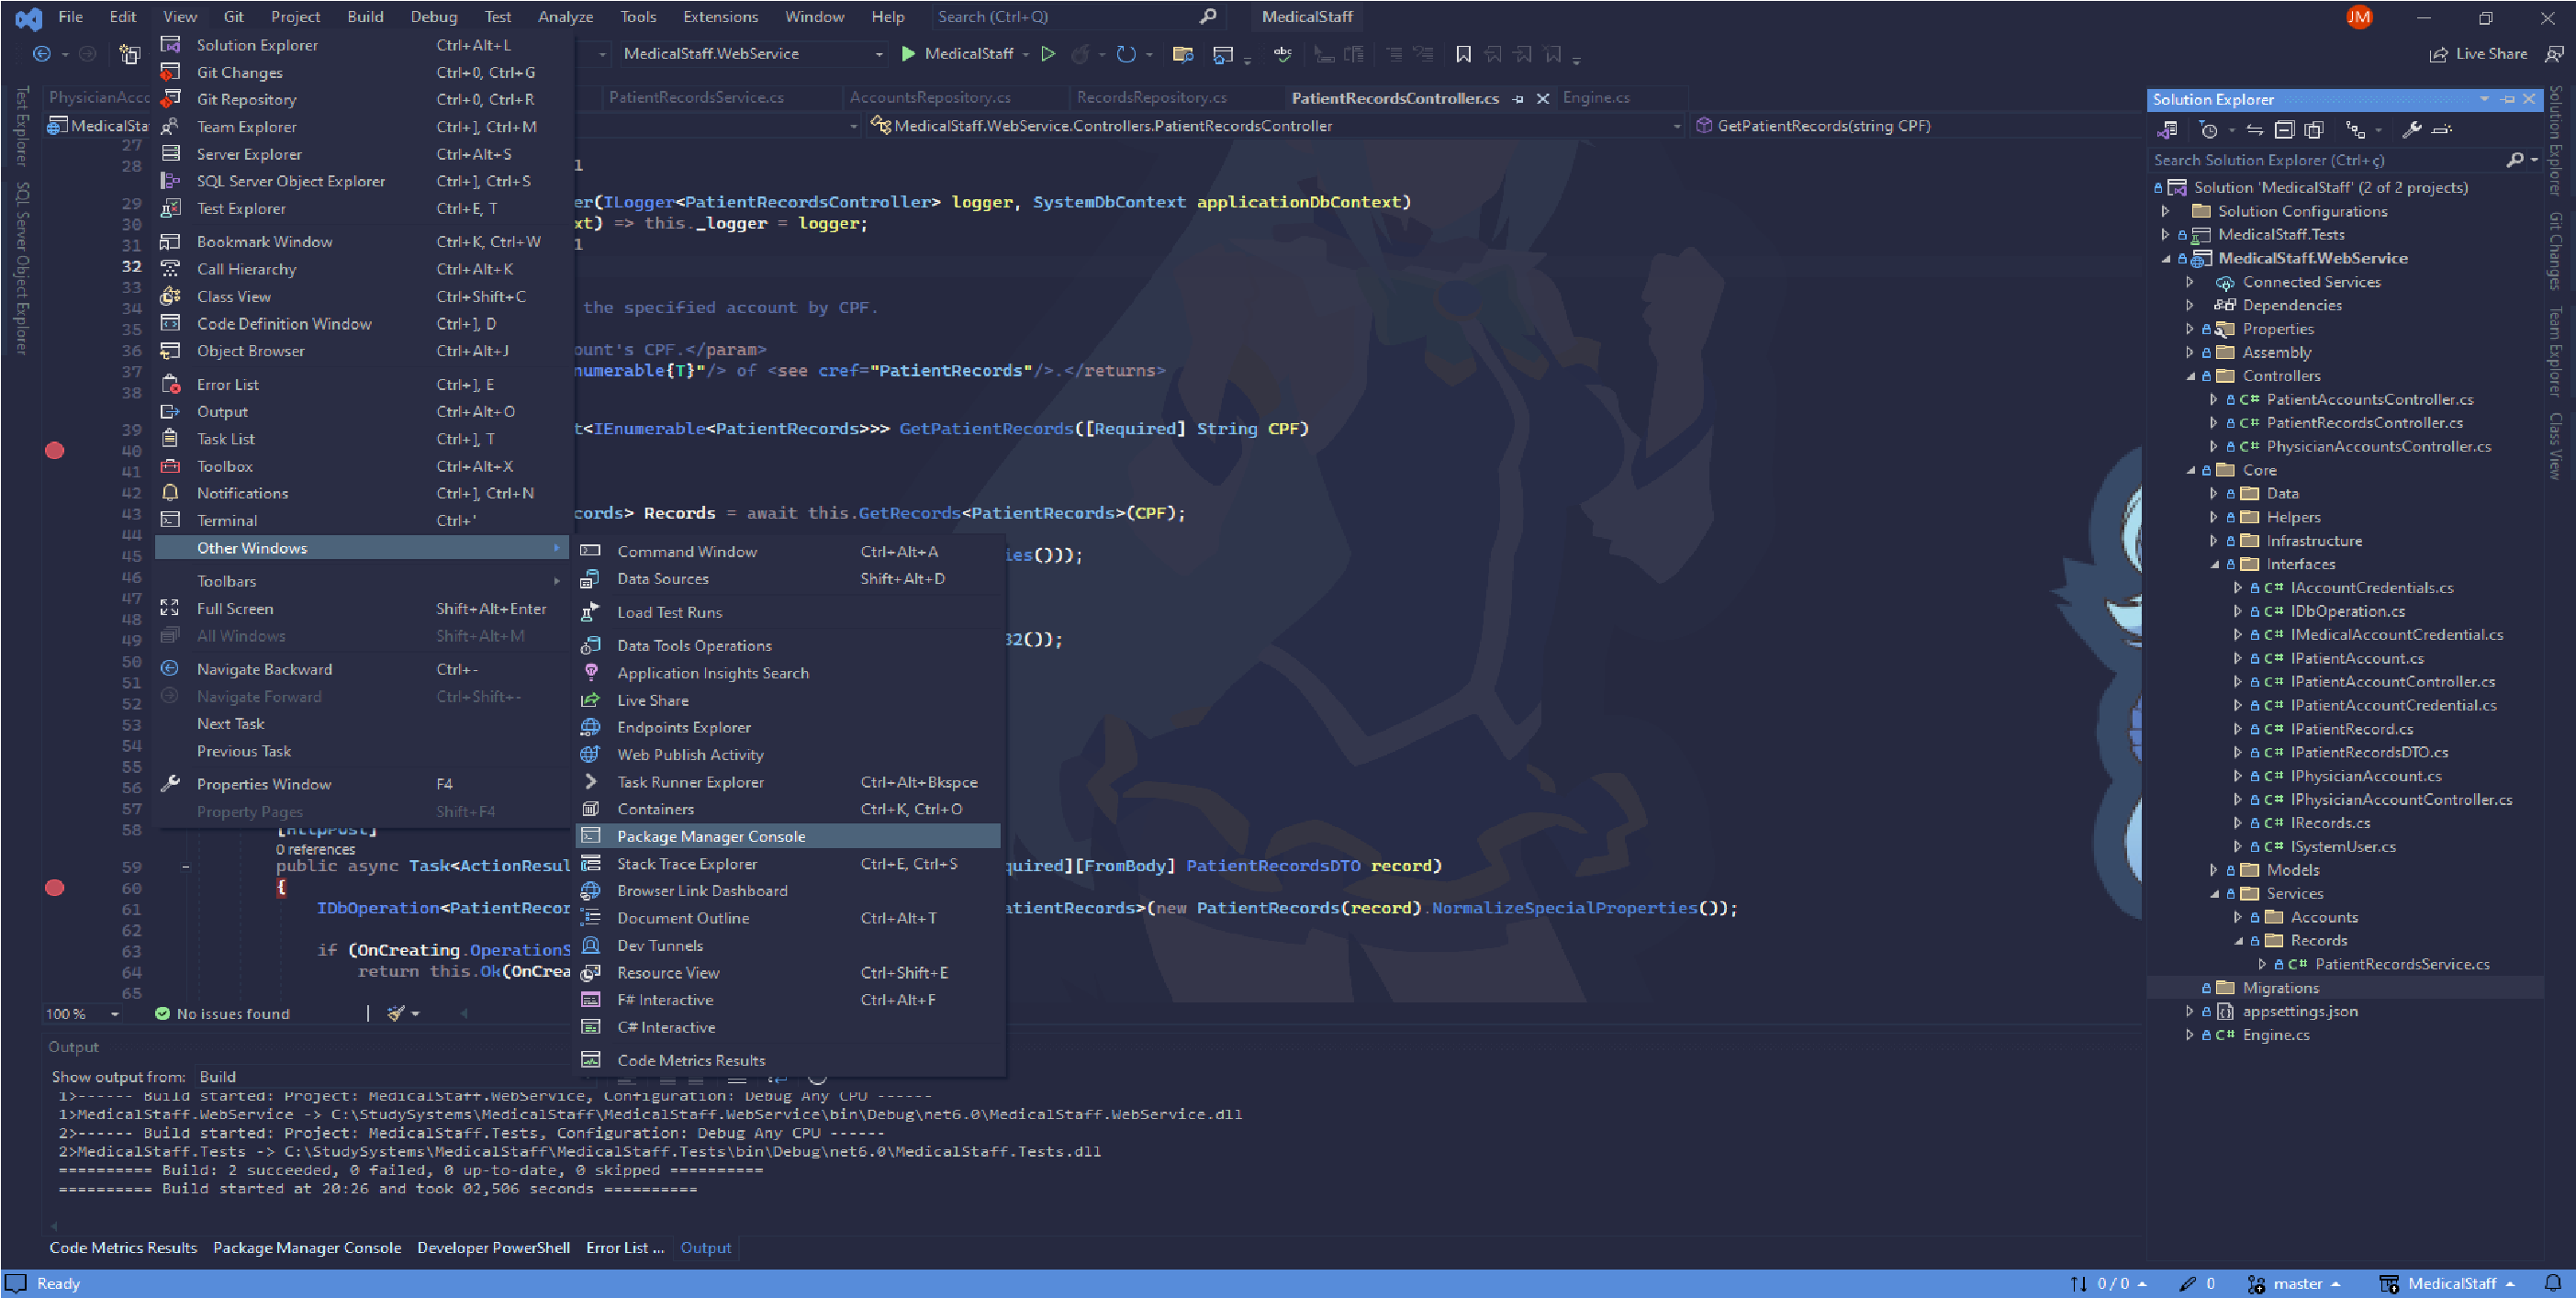 File Edit View Git Project Build Debug Test Analyze Tools Extensions Window Help Search (Ctrl+Q) MedicalStaff JM
MedicalStaff.WebService MedicalStaff Live Share
PatientRecordsService.cs AccountsRepository.cs RecordsRepository.cs PatientRecordsController.cs Engine.cs
MedicalStaff.WebService.Controllers.PatientRecordsController GetPatientRecords(string CPF)
Test Explorer
SQL Server Object Explorer
Solution Explorer Ctrl+Alt+L
Git Changes Ctrl+0, Ctrl+G
Git Repository Ctrl+0, Ctrl+R
Team Explorer Ctrl+], Ctrl+M
Server Explorer Ctrl+Alt+S
SQL Server Object Explorer Ctrl+], Ctrl+S
Test Explorer Ctrl+E, T
Bookmark Window Ctrl+K, Ctrl+W
Call Hierarchy Ctrl+Alt+K
Class View Ctrl+Shift+C
Code Definition Window Ctrl+], D
Object Browser Ctrl+Alt+J
Error List Ctrl+], E
Output Ctrl+Alt+O
Task List Ctrl+], T
Toolbox Ctrl+Alt+X
Notifications Ctrl+], Ctrl+N
Terminal Ctrl+'
Other Windows
Toolbars
Full Screen Shift+Alt+Enter
All Windows Shift+Alt+M
Navigate Backward Ctrl+-
Navigate Forward Ctrl+Shift+-
Next Task
Previous Task
Properties Window F4
Property Pages Shift+F4
Command Window Ctrl+Alt+A
Data Sources Shift+Alt+D
Load Test Runs
Data Tools Operations
Application Insights Search
Live Share
Endpoints Explorer
Web Publish Activity
Task Runner Explorer Ctrl+Alt+Bkspce
Containers Ctrl+K, Ctrl+O
Package Manager Console
Stack Trace Explorer Ctrl+E, Ctrl+S
Browser Link Dashboard
Document Outline Ctrl+Alt+T
Dev Tunnels
Resource View Ctrl+Shift+E
F# Interactive Ctrl+Alt+F
C# Interactive
Code Metrics Results
27
28 1
29 er(ILogger<PatientRecordsController> logger, SystemDbContext applicationDbContext)
30 xt) => this._logger = logger;
31 1
32
33
34 the specified account by CPF.
35
36 ount's CPF.</param>
37 numerable{T}"/> of <see cref="PatientRecords"/>.</returns>
38
39 t<IEnumerable<PatientRecords>>> GetPatientRecords([Required] String CPF)
40
41
42
43 cords> Records = await this.GetRecords<PatientRecords>(CPF);
44
45 ies()));
46
47
48
49 32());
50
51
52
53
54
55
56
57
58 [HttpPost]
0 references
59 public async Task<ActionResul quired][FromBody] PatientRecordsDTO record)
60 {
61 IDbOperation<PatientRecor atientRecords>(new PatientRecords(record).NormalizeSpecialProperties());
62
63 if (OnCreating.OperationS
64 return this.Ok(OnCrea
65
100 % No issues found
Output
Show output from: Build
1>------ Build started: Project: MedicalStaff.WebService, Configuration: Debug Any CPU ------
1>MedicalStaff.WebService -> C:\StudySystems\MedicalStaff\MedicalStaff.WebService\bin\Debug\net6.0\MedicalStaff.WebService.dll
2>------ Build started: Project: MedicalStaff.Tests, Configuration: Debug Any CPU ------
2>MedicalStaff.Tests -> C:\StudySystems\MedicalStaff\MedicalStaff.Tests\bin\Debug\net6.0\MedicalStaff.Tests.dll
========== Build: 2 succeeded, 0 failed, 0 up-to-date, 0 skipped ==========
========== Build started at 20:26 and took 02,506 seconds ==========
Code Metrics Results Package Manager Console Developer PowerShell Error List ... Output
Solution Explorer
Search Solution Explorer (Ctrl+ç)
Solution 'MedicalStaff' (2 of 2 projects)
Solution Configurations
MedicalStaff.Tests
MedicalStaff.WebService
Connected Services
Dependencies
Properties
Assembly
Controllers
C# PatientAccountsController.cs
C# PatientRecordsController.cs
C# PhysicianAccountsController.cs
Core
Data
Helpers
Infrastructure
Interfaces
C# IAccountCredentials.cs
C# IDbOperation.cs
C# IMedicalAccountCredential.cs
C# IPatientAccount.cs
C# IPatientAccountController.cs
C# IPatientAccountCredential.cs
C# IPatientRecord.cs
C# IPatientRecordsDTO.cs
C# IPhysicianAccount.cs
C# IPhysicianAccountController.cs
C# IRecords.cs
C# ISystemUser.cs
Models
Services
Accounts
Records
C# PatientRecordsService.cs
Migrations
appsettings.json
C# Engine.cs
Solution Explorer
Git Changes
Team Explorer
Class View
Ready 0 / 0 0 master MedicalStaff